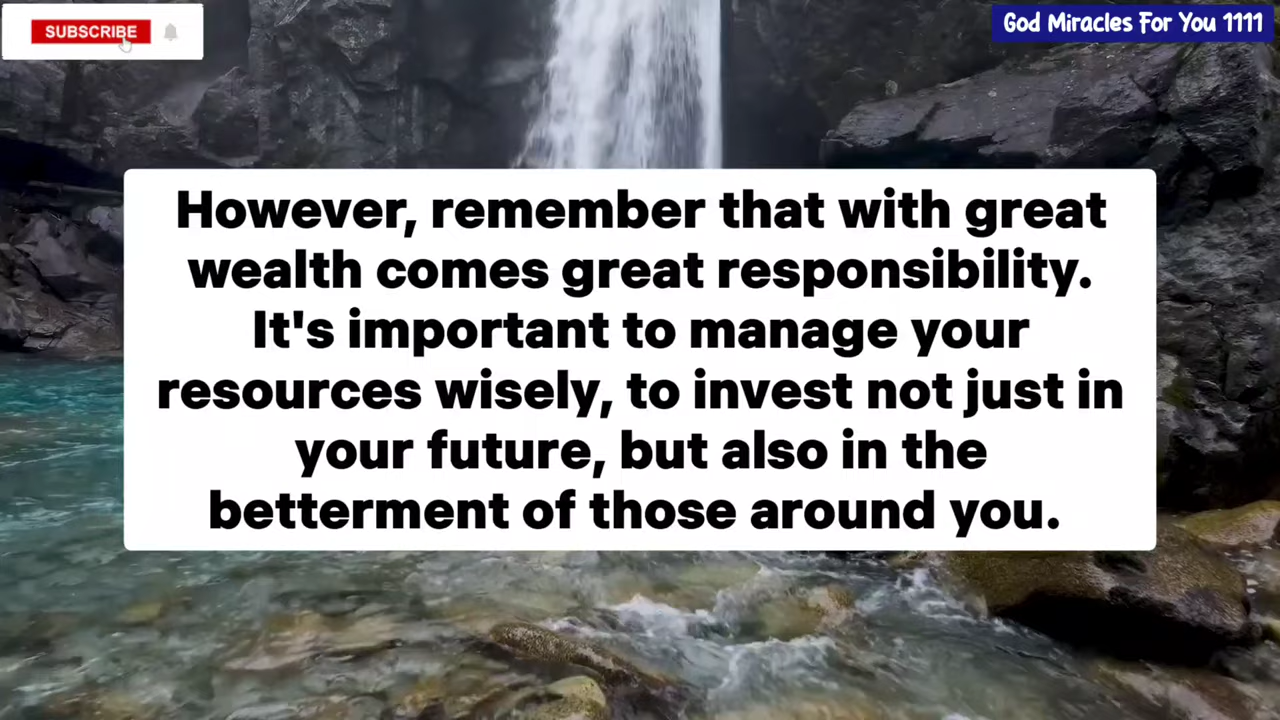 SUBSCRIBE
God Miracles For You 1111
However, remember that with great
wealth comes great responsibility.
It's important to manage your
resources wisely, to invest not just in
your future, but also in the
betterment of those around you.